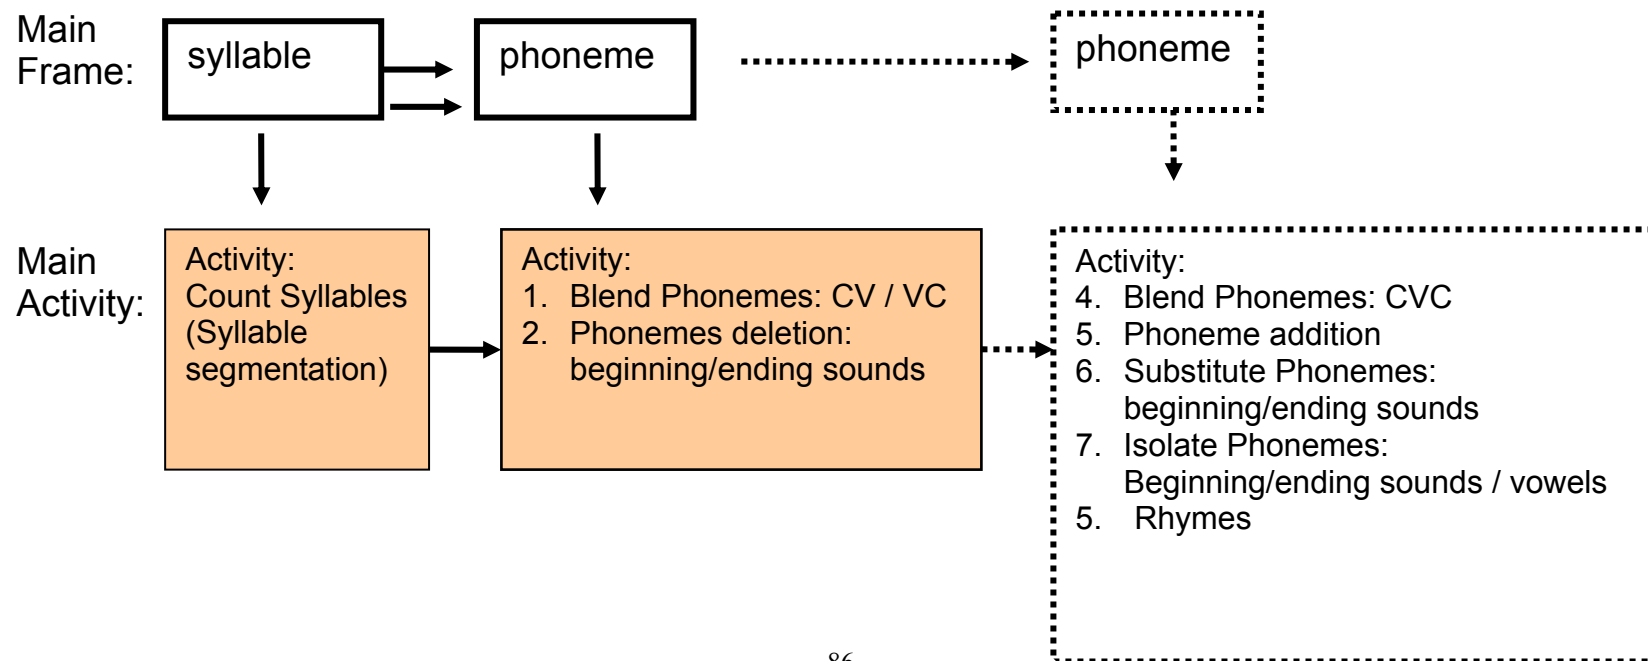 Main
Frame:
syllable
phoneme
phoneme
Main
Activity:
Activity:
Count Syllables
(Syllable
segmentation)
Activity:
1. Blend Phonemes: CV / VC
2. Phonemes deletion:
beginning/ending sounds
Activity:
4. Blend Phonemes: CVC
5. Phoneme addition
6. Substitute Phonemes:
beginning/ending sounds
7. Isolate Phonemes:
Beginning/ending sounds / vowels
5. Rhymes
86